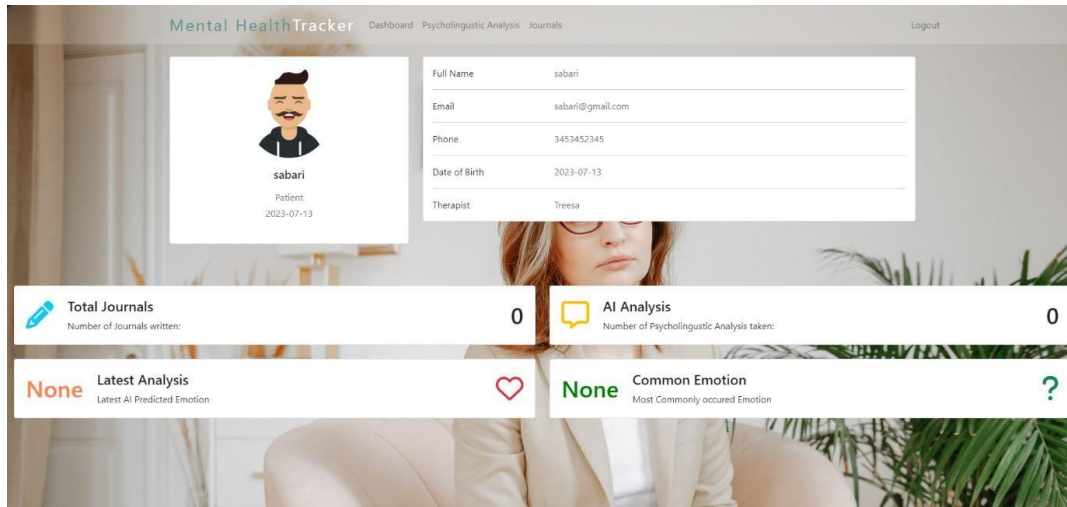 Mental HealthTracker Dashboard Psycholingustic Analysis Journals Logout
sabari
Patient
2023-07-13
Full Name sabari
Email sabari@gmail.com
Phone 3453452345
Date of Birth 2023-07-13
Therapist Treesa
Total Journals
Number of Journals written:
0
AI Analysis
Number of Psycholingustic Analysis taken:
0
None
Latest Analysis
Latest AI Predicted Emotion
None
Common Emotion
Most Commonly occured Emotion
?